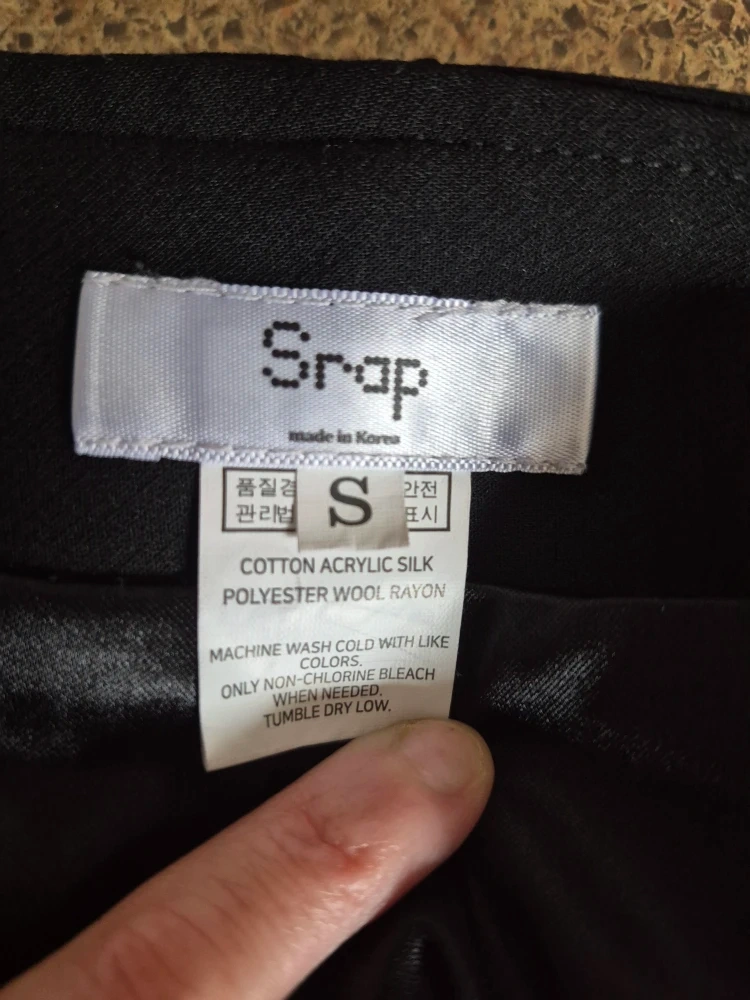 Srap
made in Korea
품질경 S 안전
관리법 표시
COTTON ACRYLIC SILK
POLYESTER WOOL RAYON
MACHINE WASH COLD WITH LIKE
COLORS.
ONLY NON-CHLORINE BLEACH
WHEN NEEDED.
TUMBLE DRY LOW.